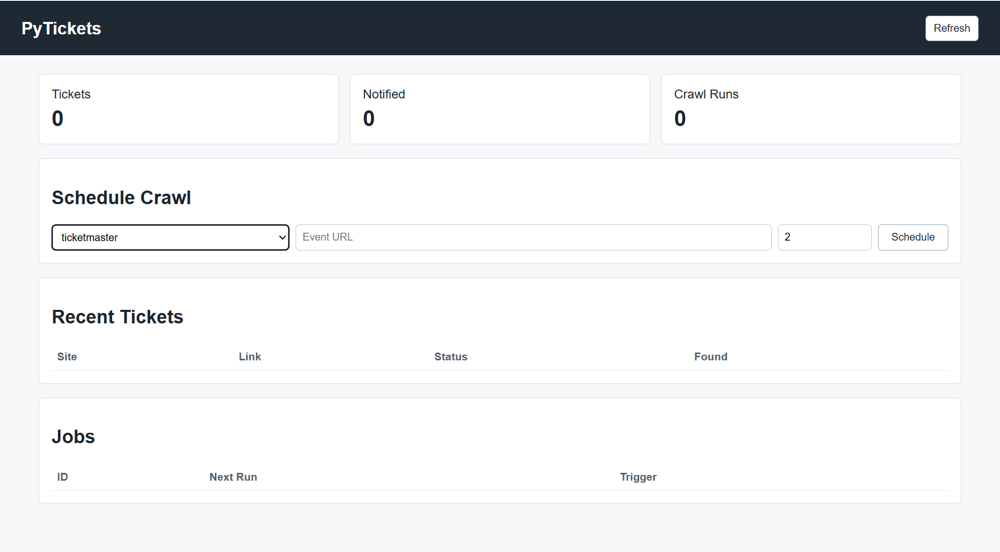 PyTickets
Refresh
Tickets
0
Notified
0
Crawl Runs
0
Schedule Crawl
ticketmaster
Event URL
2
Schedule
Recent Tickets
Site Link Status Found
Jobs
ID Next Run Trigger